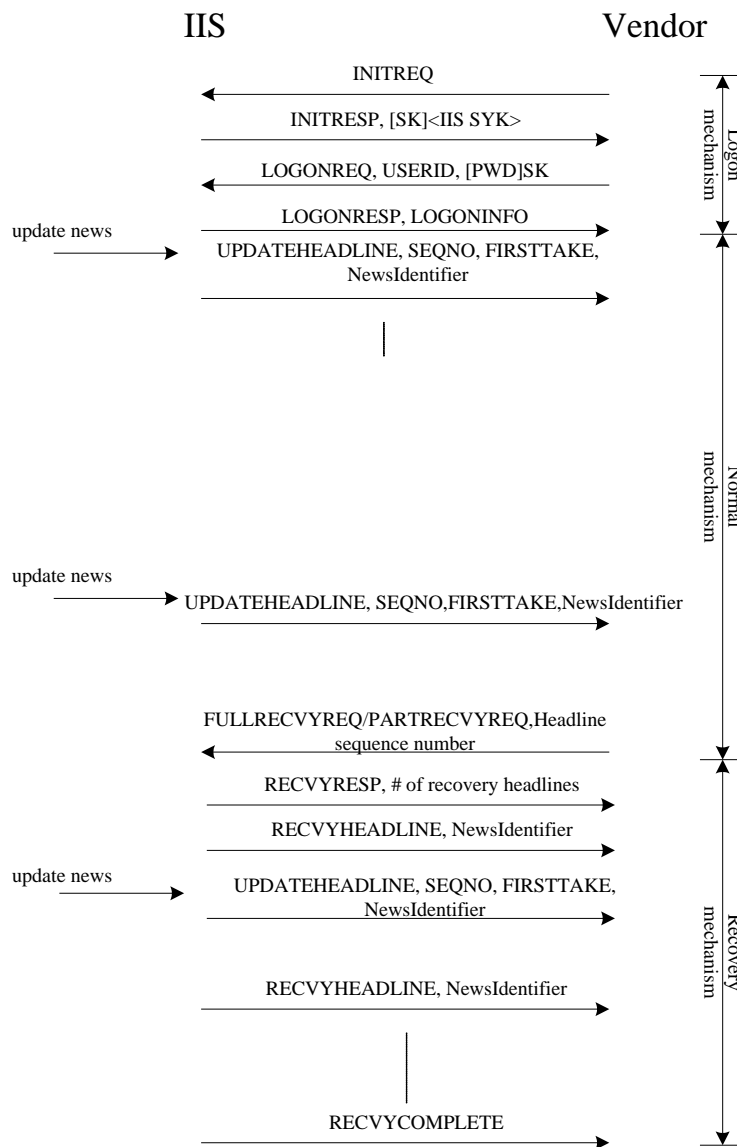 IIS
Vendor
INITREQ
INITRESP, [SK]<IIS SYK>
LOGONREQ, USERID, [PWD]SK
LOGONRESP, LOGONINFO
Logon
mechanism
update news
UPDATEHEADLINE, SEQNO, FIRSTTAKE,
NewsIdentifier
Normal
mechanism
update news
UPDATEHEADLINE, SEQNO,FIRSTTAKE,NewsIdentifier
FULLRECVYREQ/PARTRECVYREQ,Headline
sequence number
RECVYRESP, # of recovery headlines
RECVYHEADLINE, NewsIdentifier
update news
UPDATEHEADLINE, SEQNO, FIRSTTAKE,
NewsIdentifier
Recovery
mechanism
RECVYHEADLINE, NewsIdentifier
RECVYCOMPLETE